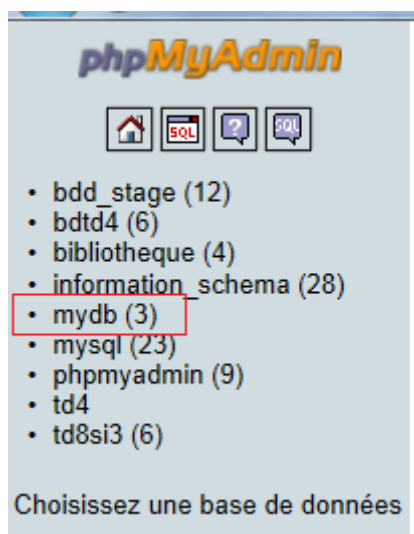 phpMyAdmin
SQL ? SQL
• bdd_stage (12)
• bdtd4 (6)
• bibliotheque (4)
• information_schema (28)
• mydb (3)
• mysql (23)
• phpmyadmin (9)
• td4
• td8si3 (6)
Choisissez une base de données